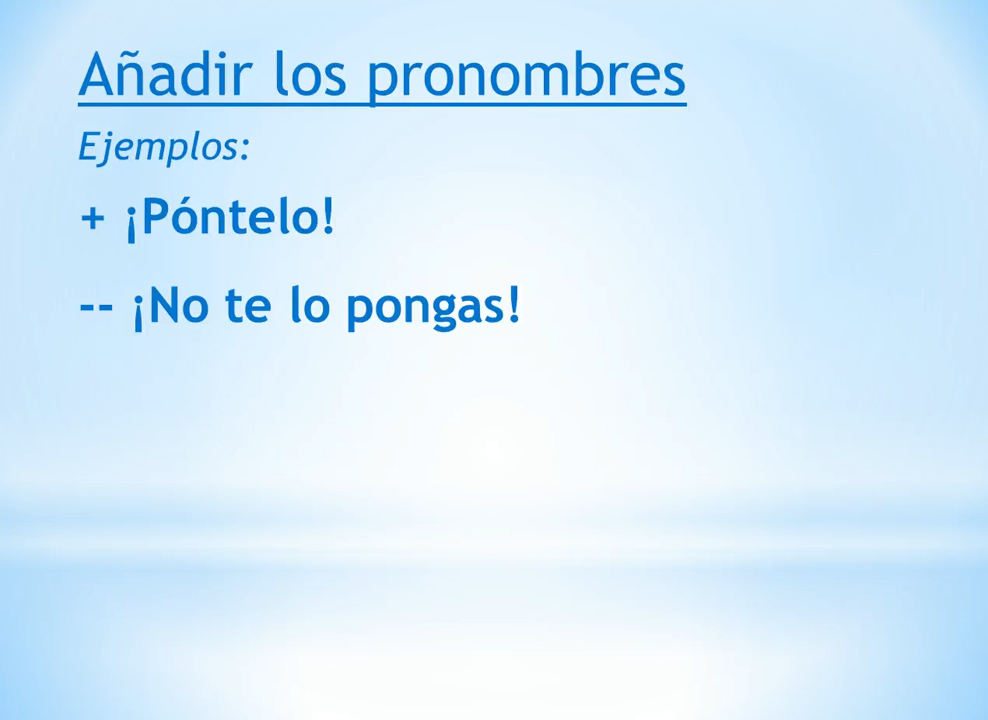 Añadir los pronombres
Ejemplos:
+ ¡Póntelo!
-- ¡No te lo pongas!